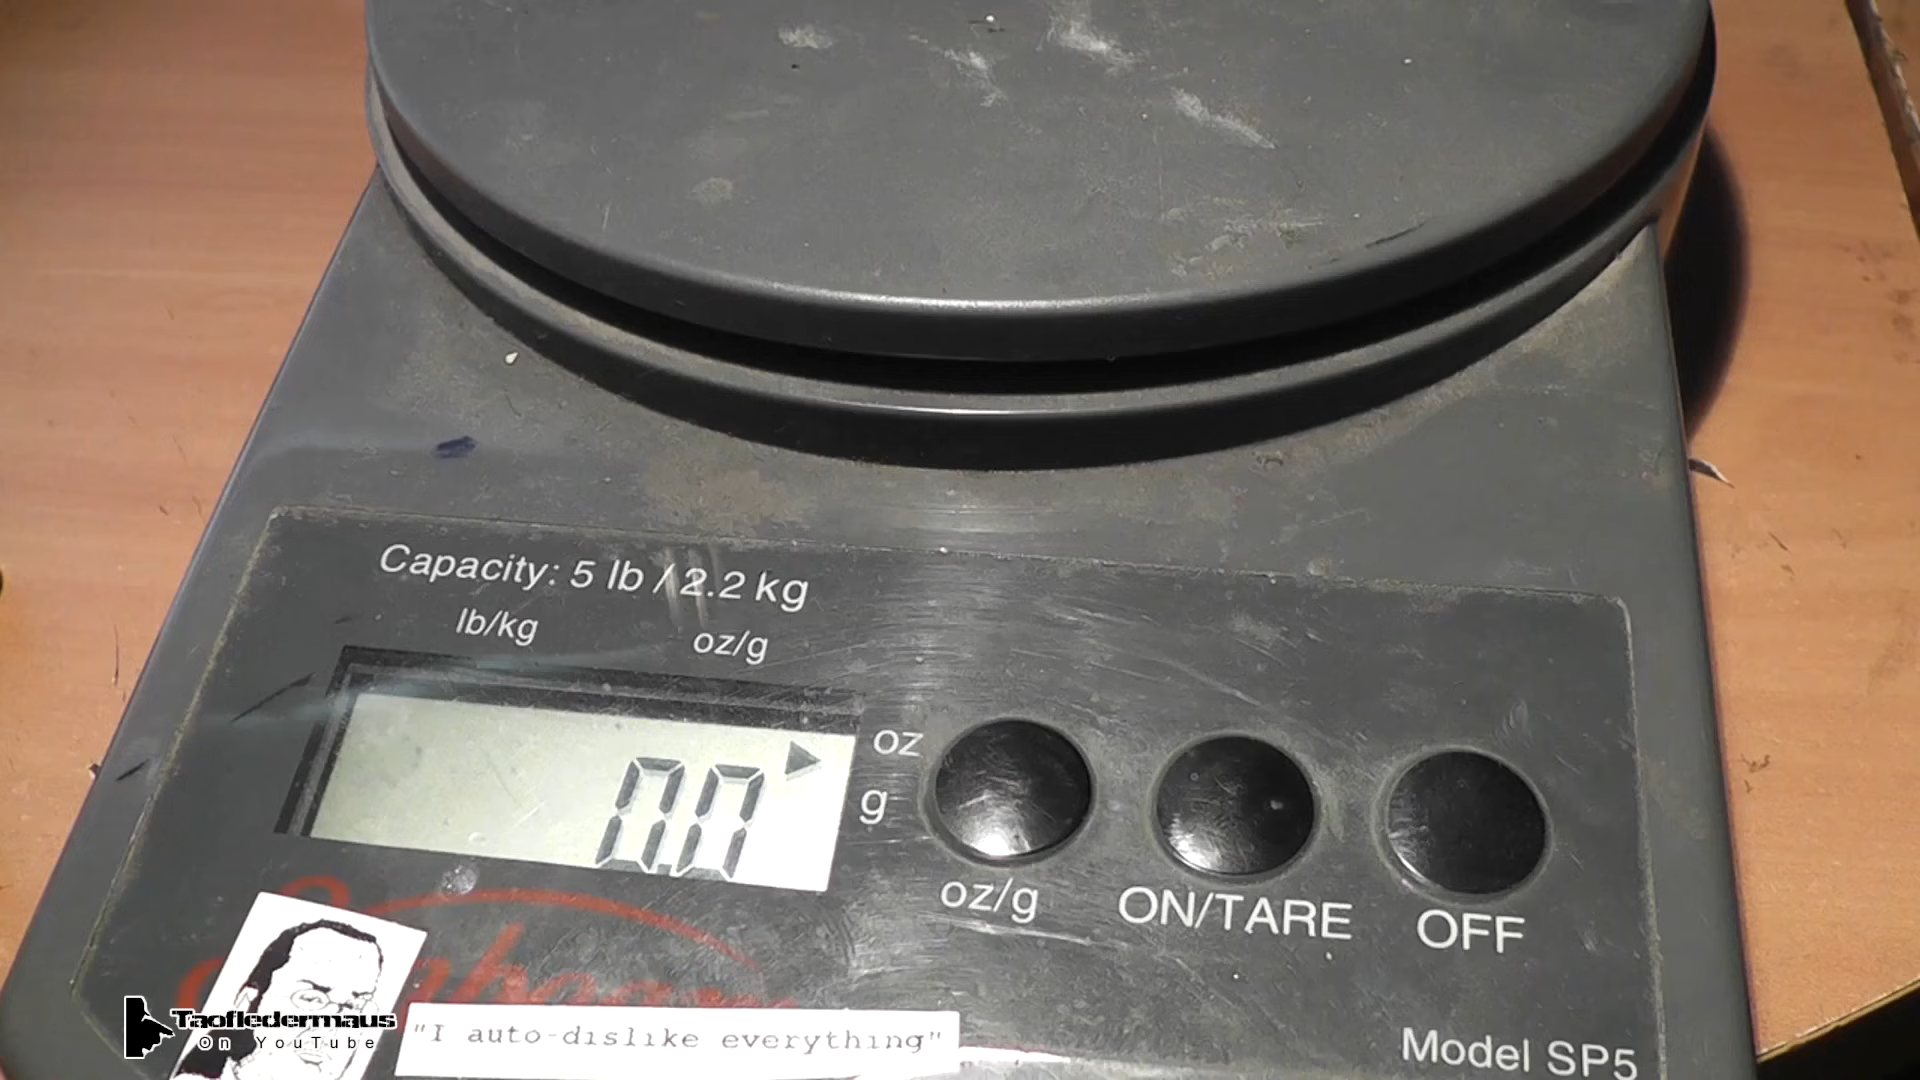 Capacity: 5 lb / 2.2 kg
lb/kg oz/g
oz
g
0.0
oz/g ON/TARE OFF
Taofledermaus
On YouTube
"I auto-dislike everything"
Model SP5